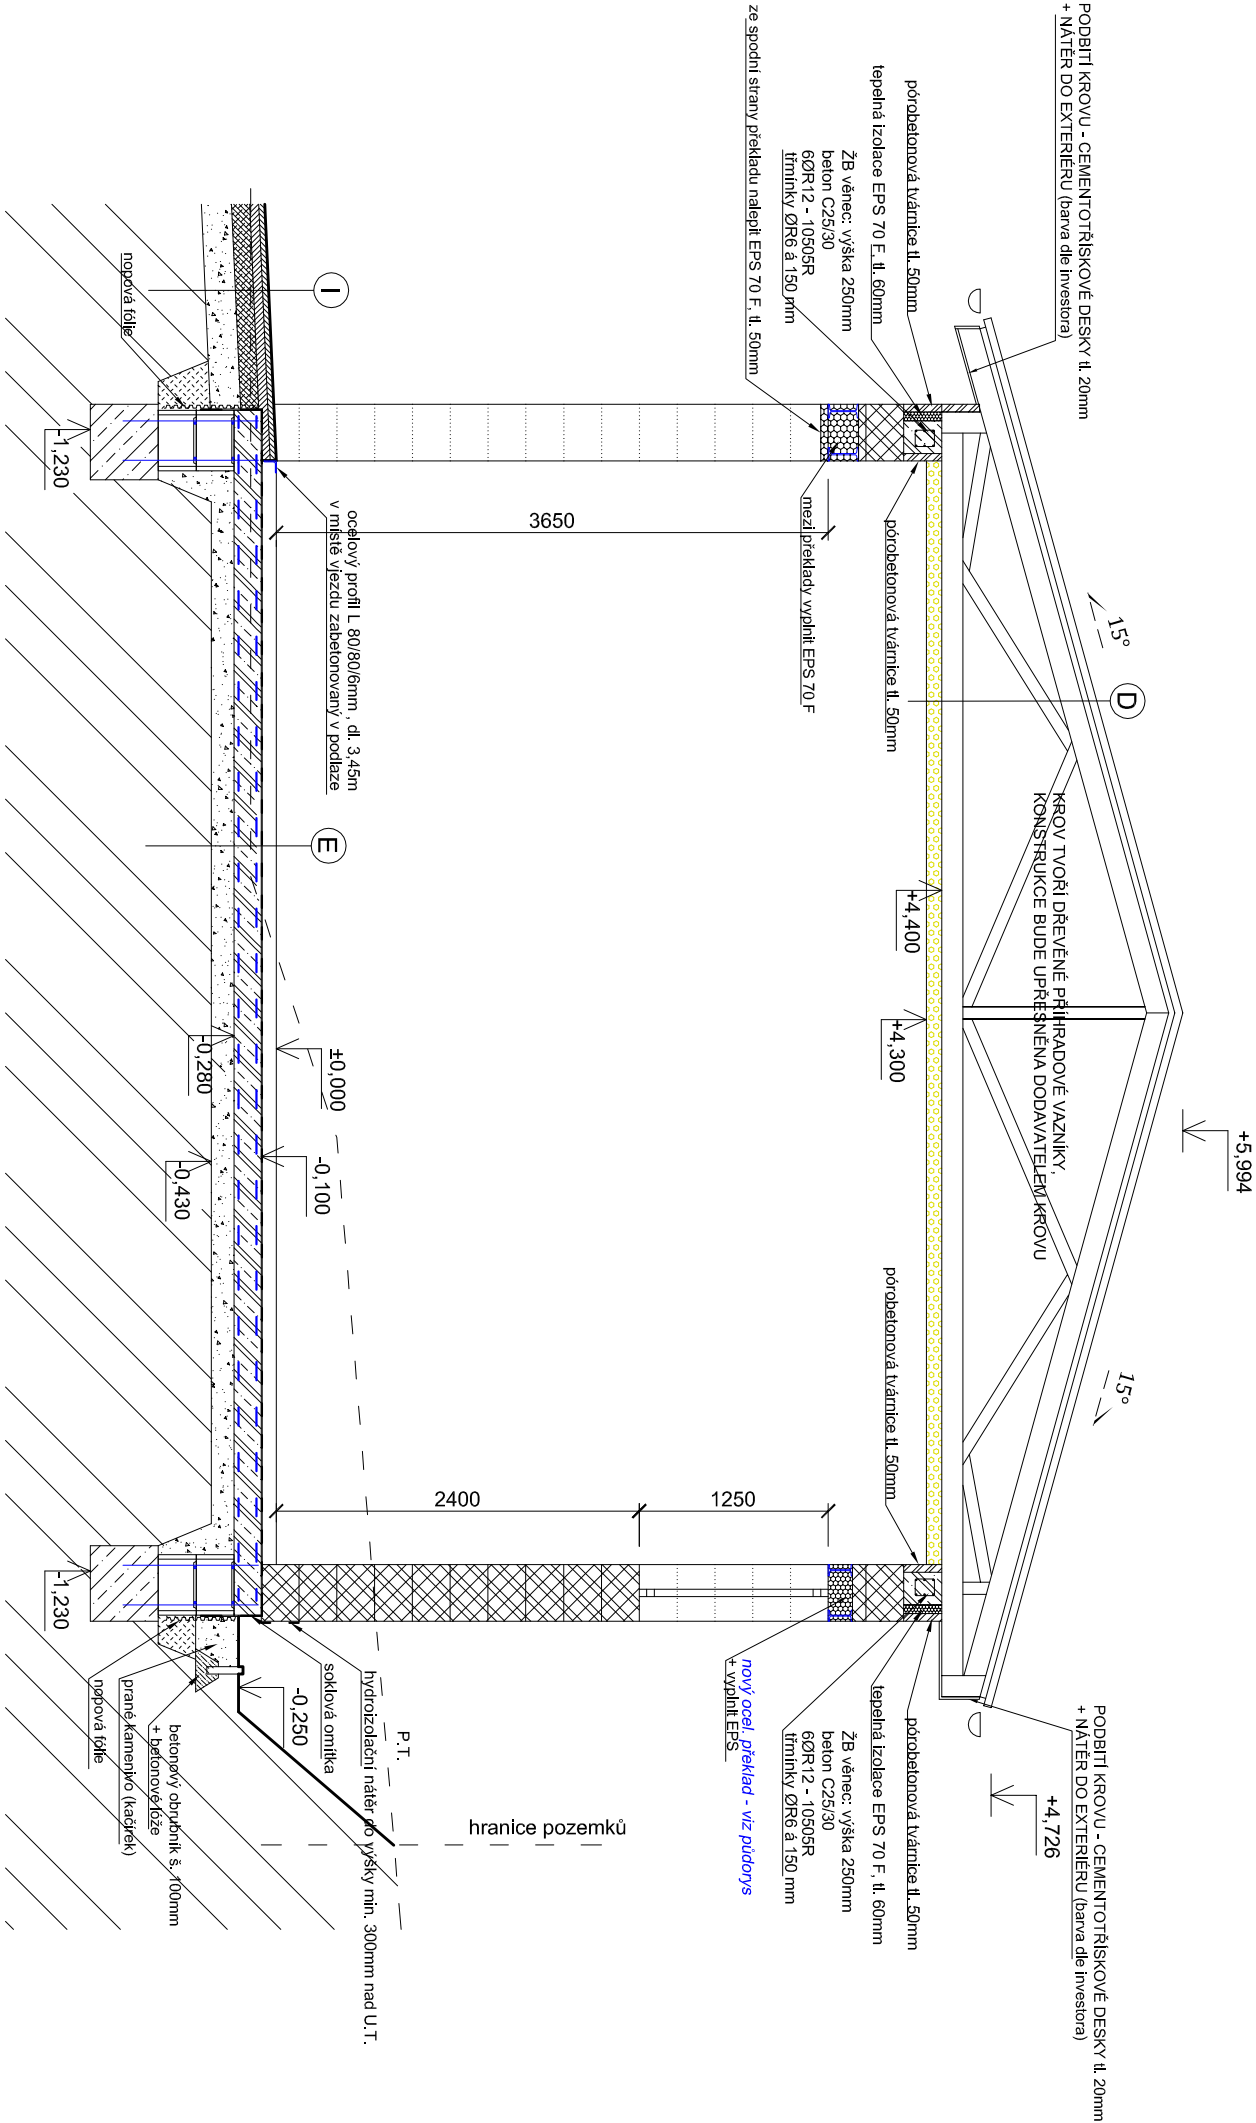 PODBITÍ KROVU - CEMENTOTŘÍSKOVÉ DESKY tl. 20mm
+ NÁTĚR DO EXTERIÉRU (barva dle investora)
pórobetonová tvárnice tl. 50mm
tepelná izolace EPS 70 F, tl. 60mm
ŽB věnec: výška 250mm
beton C25/30
6ØR12 - 10505R
třmínky ØR6 á 150 mm
ze spodní strany překladu nalepit EPS 70 F, tl. 50mm
nopová fólie
I
-1,230
3650
ocelový profil L 80/80/6mm , dl. 3,45m
v místě vjezdu zabetonovaný v podlaze
mezi překlady vyplnit EPS 70 F
pórobetonová tvárnice tl. 50mm
15°
D
E
KROV TVOŘÍ DŘEVĚNÉ PŘÍHRADOVÉ VAZNÍKY,
KONSTRUKCE BUDE UPŘESNĚNA DODAVATELEM KROVU
+4,400
+4,300
±0,000
-0,280
-0,100
-0,430
+5,994
15°
pórobetonová tvárnice tl. 50mm
2400
1250
-1,230
nový ocel. překlad - viz půdorys
+ vyplnit EPS
-0,250
soklová omítka
hydroizolační nátěr do výšky min. 300mm nad U.T.
P.T.
hranice pozemků
betonový obrubník š. 100mm
+ betonové lože
prané kamenivo (kačírek)
nopová fólie
pórobetonová tvárnice tl. 50mm
tepelná izolace EPS 70 F, tl. 60mm
ŽB věnec: výška 250mm
beton C25/30
6ØR12 - 10505R
třmínky ØR6 á 150 mm
+4,726
PODBITÍ KROVU - CEMENTOTŘÍSKOVÉ DESKY tl. 20mm
+ NÁTĚR DO EXTERIÉRU (barva dle investora)